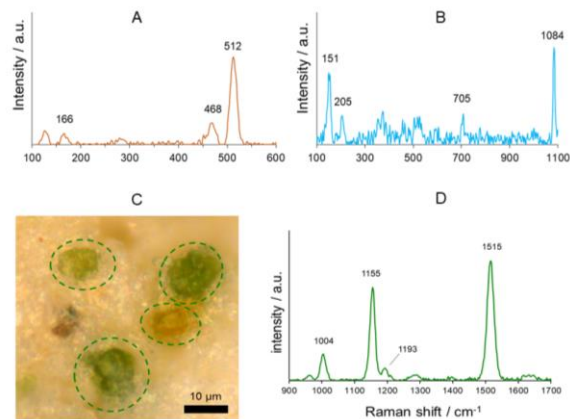 A
Intensity / a.u.
512
468
166
100 200 300 400 500 600
B
Intensity / a.u.
1084
151
205
705
100 300 500 700 900 1100
C
10 μm
D
intensity / a.u.
1515
1155
1193
1004
900 1000 1100 1200 1300 1400 1500 1600 1700
Raman shift / cm⁻¹